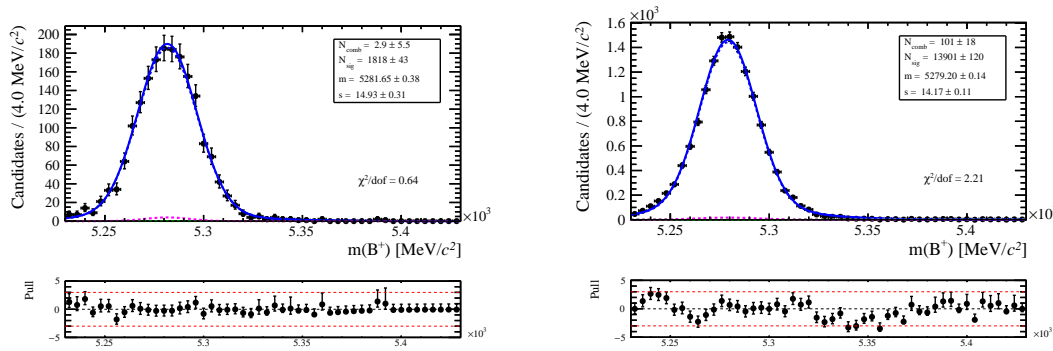 200
180
160
140
120
100
80
60
40
20
0
Candidates / (4.0 MeV/c²)
N_comb = 2.9 ± 5.5
N_sig = 1818 ± 43
m = 5281.65 ± 0.38
s = 14.93 ± 0.31
χ²/dof = 0.64
5.25 5.3 5.35 5.4
×10³
m(B⁺) [MeV/c²]
Pull
5
0
−5
5.25 5.3 5.35 5.4
×10³
×10³
1.6
1.4
1.2
1
0.8
0.6
0.4
0.2
0
Candidates / (4.0 MeV/c²)
N_comb = 101 ± 18
N_sig = 13901 ± 120
m = 5279.20 ± 0.14
s = 14.17 ± 0.11
χ²/dof = 2.21
5.25 5.3 5.35 5.4
×10
m(B⁺) [MeV/c²]
Pull
5
0
−5
5.25 5.3 5.35 5.4
×10³